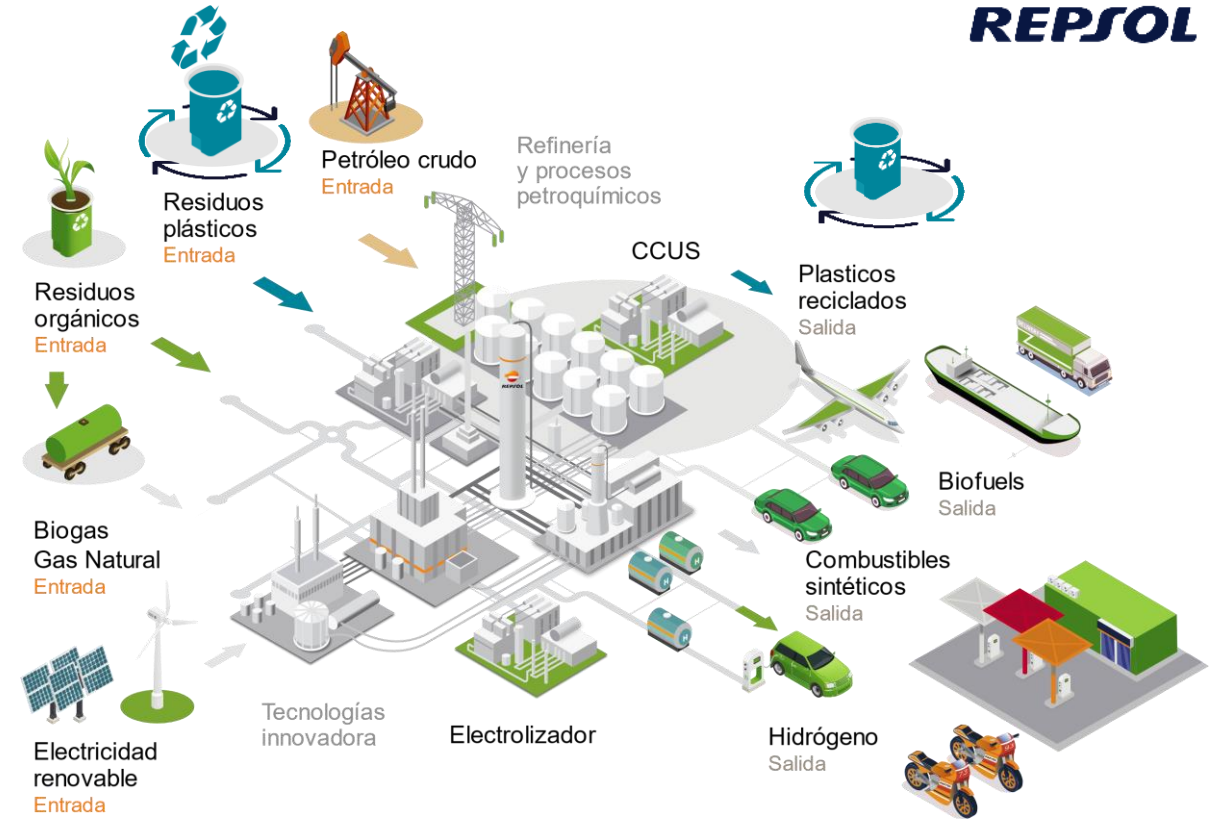 REPSOL
Petróleo crudo
Entrada
Refinería
y procesos
petroquímicos
Residuos
plásticos
Entrada
CCUS
Plasticos
reciclados
Salida
Residuos
orgánicos
Entrada
REPSOL
Biofuels
Salida
Biogas
Gas Natural
Entrada
Combustibles
sintéticos
Salida
H
H
H
Tecnologías
innovadora
Electrolizador
Hidrógeno
Salida
Electricidad
renovable
Entrada